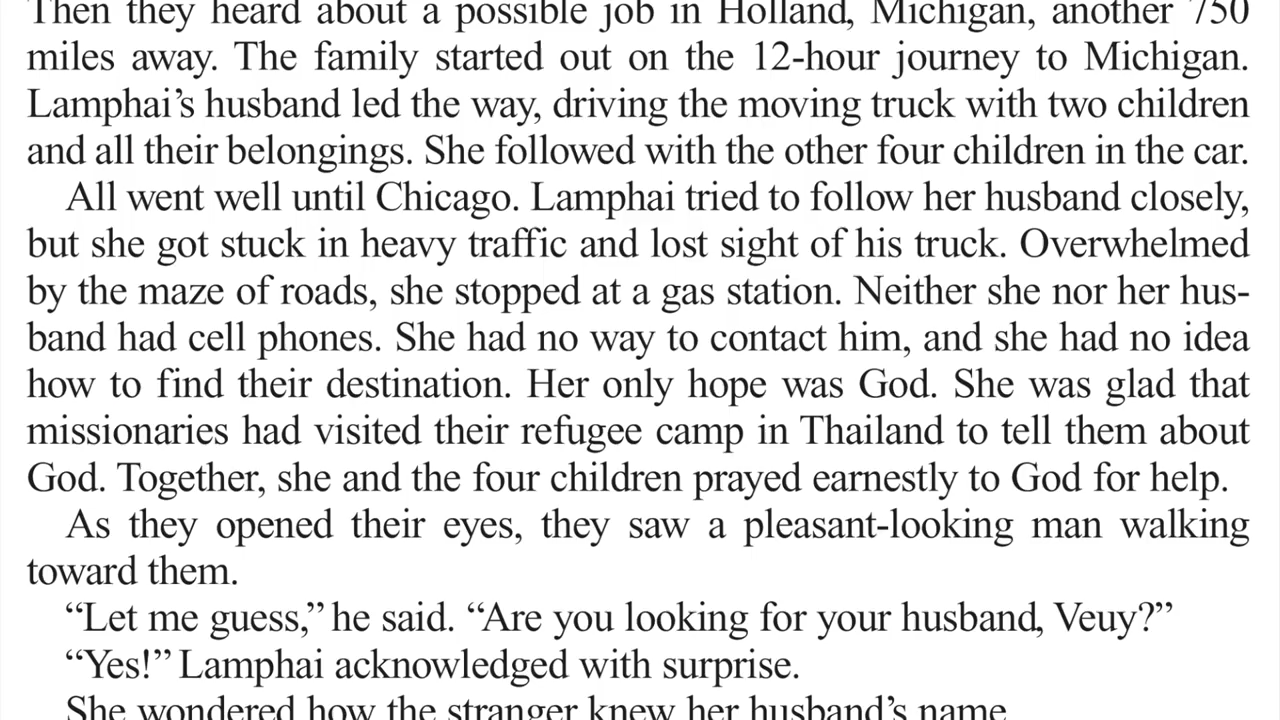 Then they heard about a possible job in Holland, Michigan, another 750
miles away. The family started out on the 12-hour journey to Michigan.
Lamphai’s husband led the way, driving the moving truck with two children
and all their belongings. She followed with the other four children in the car.
All went well until Chicago. Lamphai tried to follow her husband closely,
but she got stuck in heavy traffic and lost sight of his truck. Overwhelmed
by the maze of roads, she stopped at a gas station. Neither she nor her hus-
band had cell phones. She had no way to contact him, and she had no idea
how to find their destination. Her only hope was God. She was glad that
missionaries had visited their refugee camp in Thailand to tell them about
God. Together, she and the four children prayed earnestly to God for help.
As they opened their eyes, they saw a pleasant-looking man walking
toward them.
“Let me guess,” he said. “Are you looking for your husband, Veuy?”
“Yes!” Lamphai acknowledged with surprise.
She wondered how the stranger knew her husband’s name